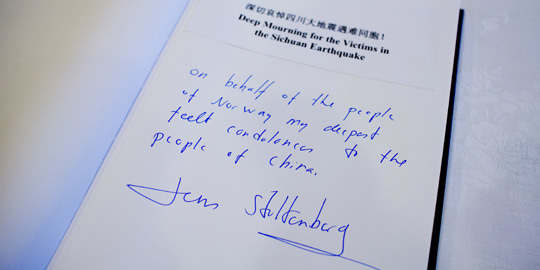 深切哀悼四川大地震遇难同胞！
Deep Mourning for the Victims in
the Sichuan Earthquake
on behalf of the people
of Norway my deepest
felt condolences to the
people of China.
Jens Stoltenberg